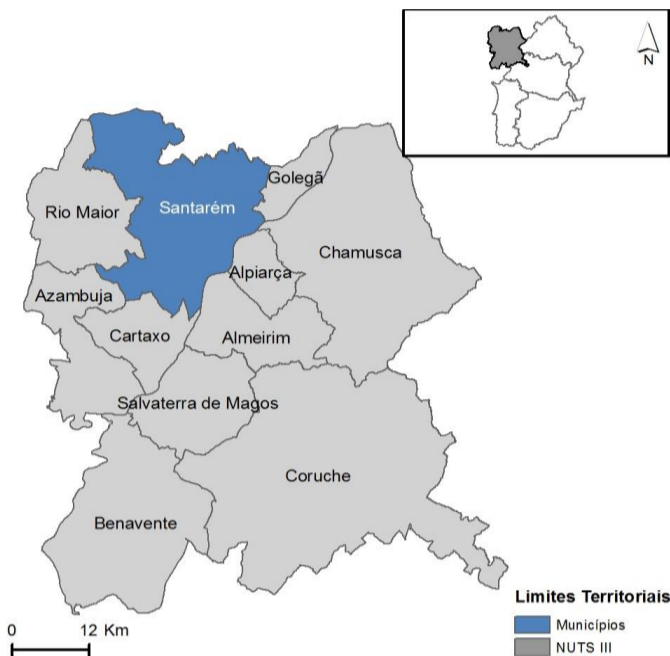 N
Golegã
Rio Maior
Santarém
Chamusca
Alpiarça
Azambuja
Cartaxo
Almeirim
Salvaterra de Magos
Coruche
Benavente
Limites Territoriais
0 12 Km
Municípios
NUTS III